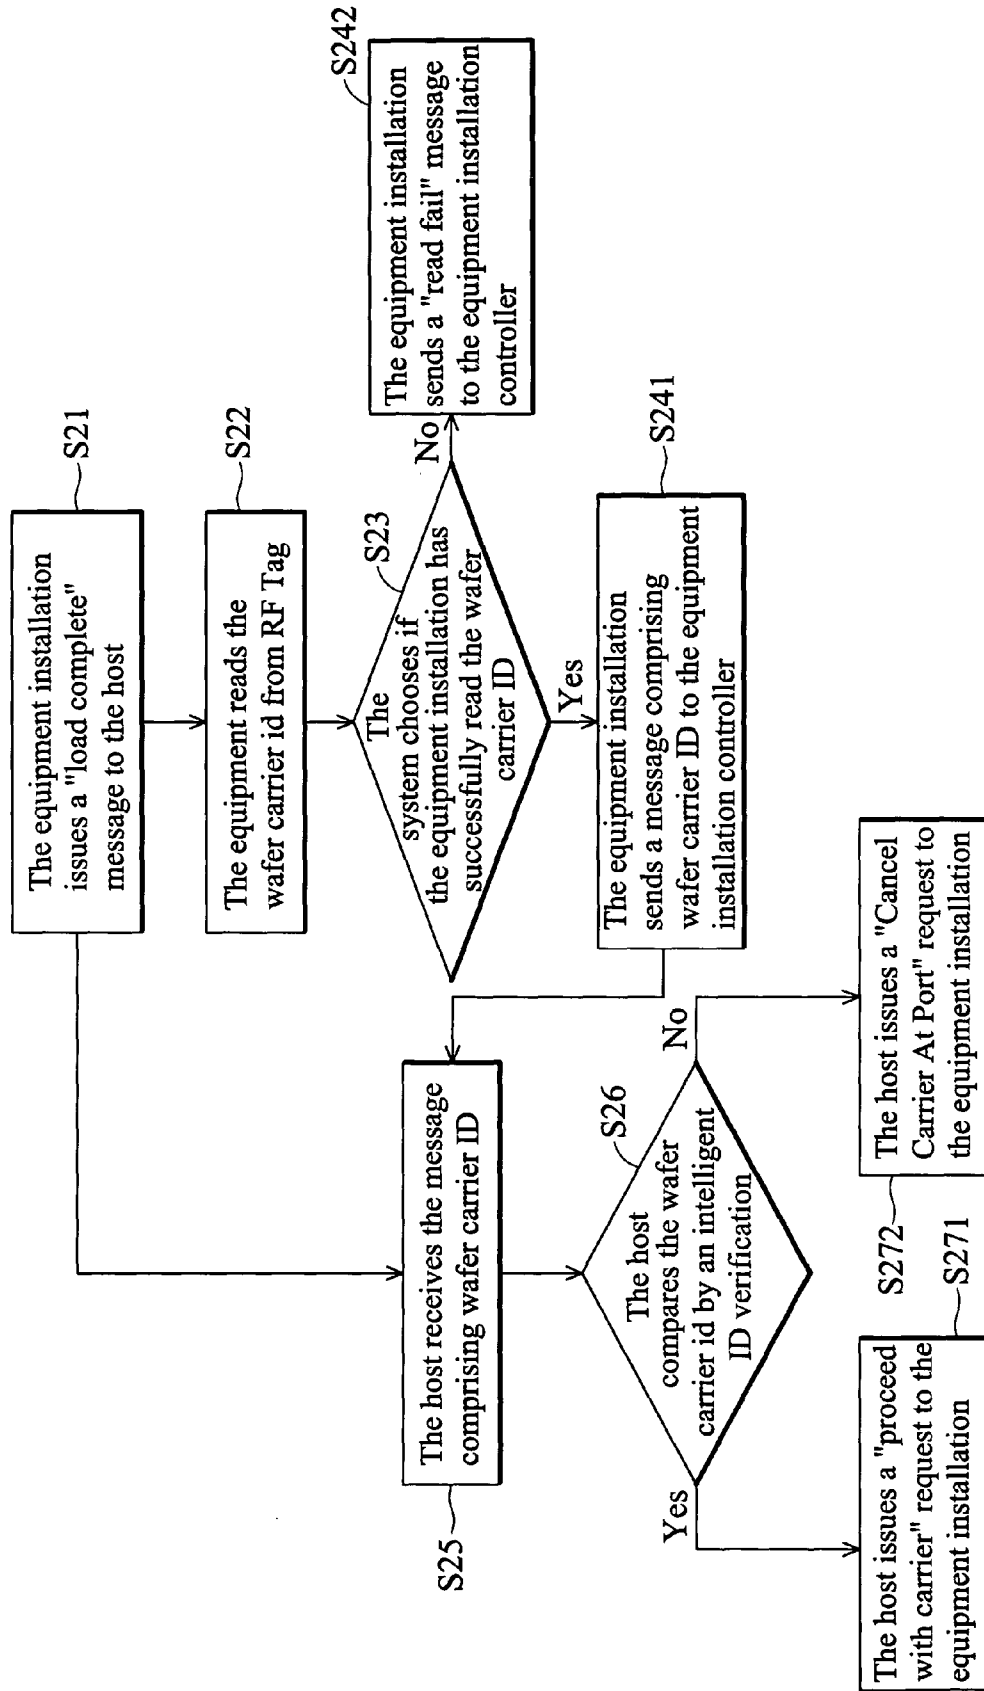 The equipment installation
issues a "load complete"
message to the host
S21
The equipment reads the
wafer carrier id from RF Tag
S22
The
system chooses if
the equipment installation has
successfully read the wafer
carrier ID
S23
No
Yes
The equipment installation
sends a "read fail" message
to the equipment installation
controller
S242
The equipment installation
sends a message comprising
wafer carrier ID to the equipment
installation controller
S241
The host receives the message
comprising wafer carrier ID
S25
The host
compares the wafer
carrier id by an intelligent
ID verification
S26
Yes
No
The host issues a "proceed
with carrier" request to the
equipment installation
S271
The host issues a "Cancel
Carrier At Port" request to
the equipment installation
S272